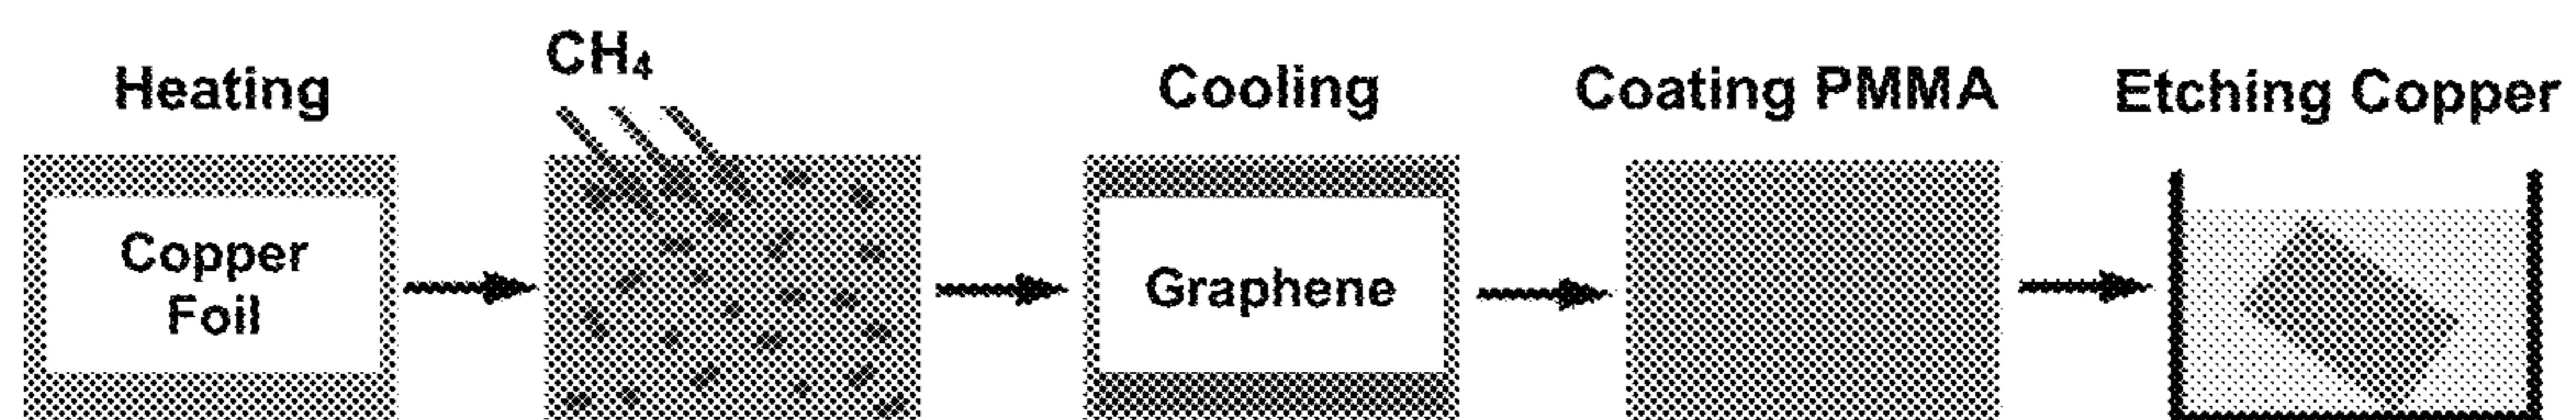 Heating
CH₄
Cooling
Coating PMMA
Etching Copper
Copper
Foil
Graphene